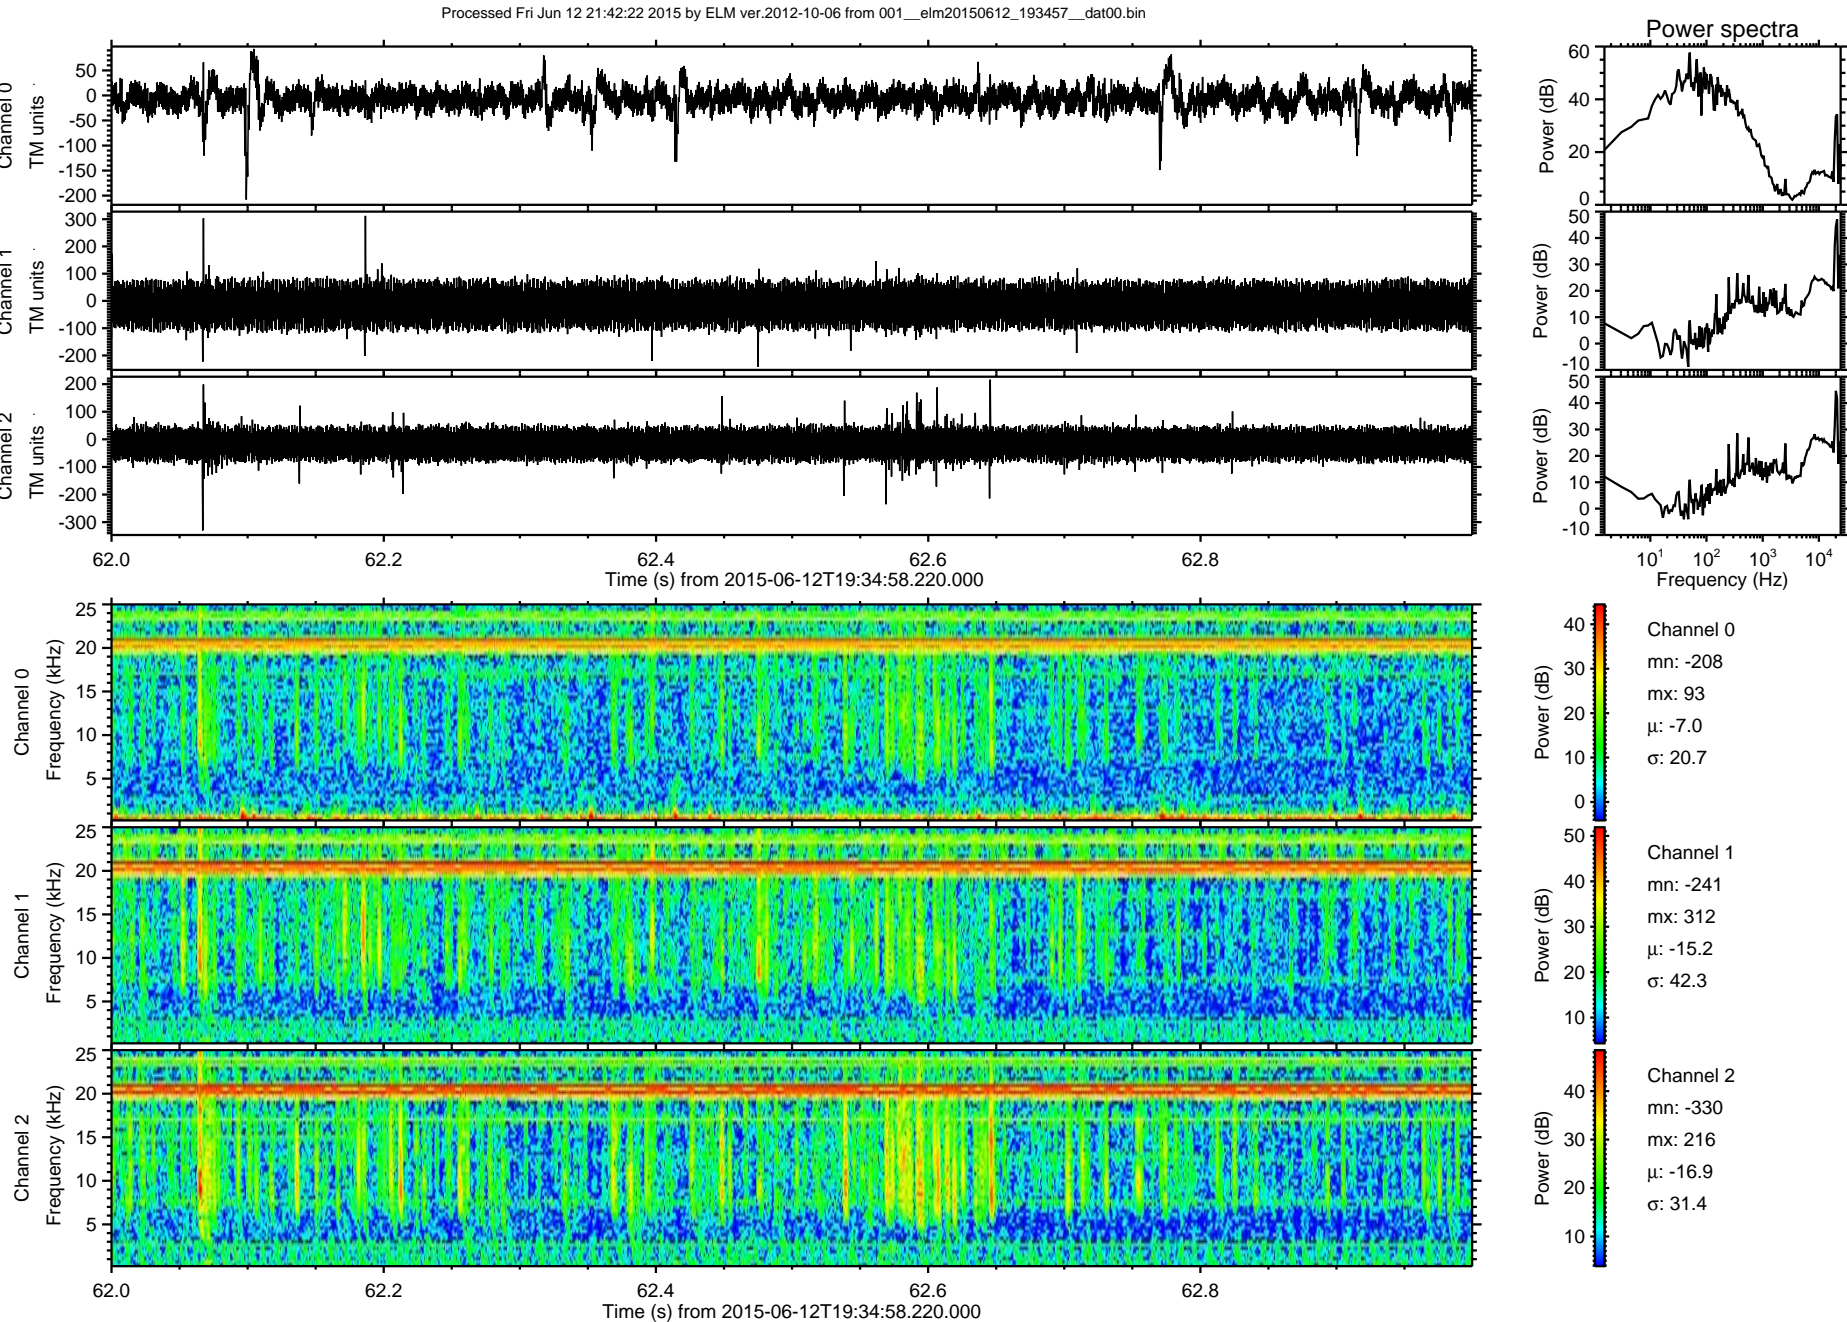 Processed Fri Jun 12 21:42:22 2015 by ELM ver.2012-10-06 from 001__elm20150612_193457__dat00.bin
Power spectra
Channel 0
TM units
50
0
-50
-100
-150
-200
Power (dB)
60
40
20
0
Channel 1
TM units
300
200
100
0
-100
-200
Power (dB)
50
40
30
20
10
0
-10
Channel 2
TM units
200
100
0
-100
-200
-300
Power (dB)
50
40
30
20
10
0
-10
62.0 62.2 62.4 62.6 62.8
Time (s) from 2015-06-12T19:34:58.220.000
10^1 10^2 10^3 10^4
Frequency (Hz)
Channel 0
Frequency (kHz)
25
20
15
10
5
Power (dB)
40
30
20
10
0
Channel 0
mn: -208
mx: 93
μ: -7.0
σ: 20.7
Channel 1
Frequency (kHz)
25
20
15
10
5
Power (dB)
50
40
30
20
10
Channel 1
mn: -241
mx: 312
μ: -15.2
σ: 42.3
Channel 2
Frequency (kHz)
25
20
15
10
5
Power (dB)
40
30
20
10
Channel 2
mn: -330
mx: 216
μ: -16.9
σ: 31.4
62.0 62.2 62.4 62.6 62.8
Time (s) from 2015-06-12T19:34:58.220.000